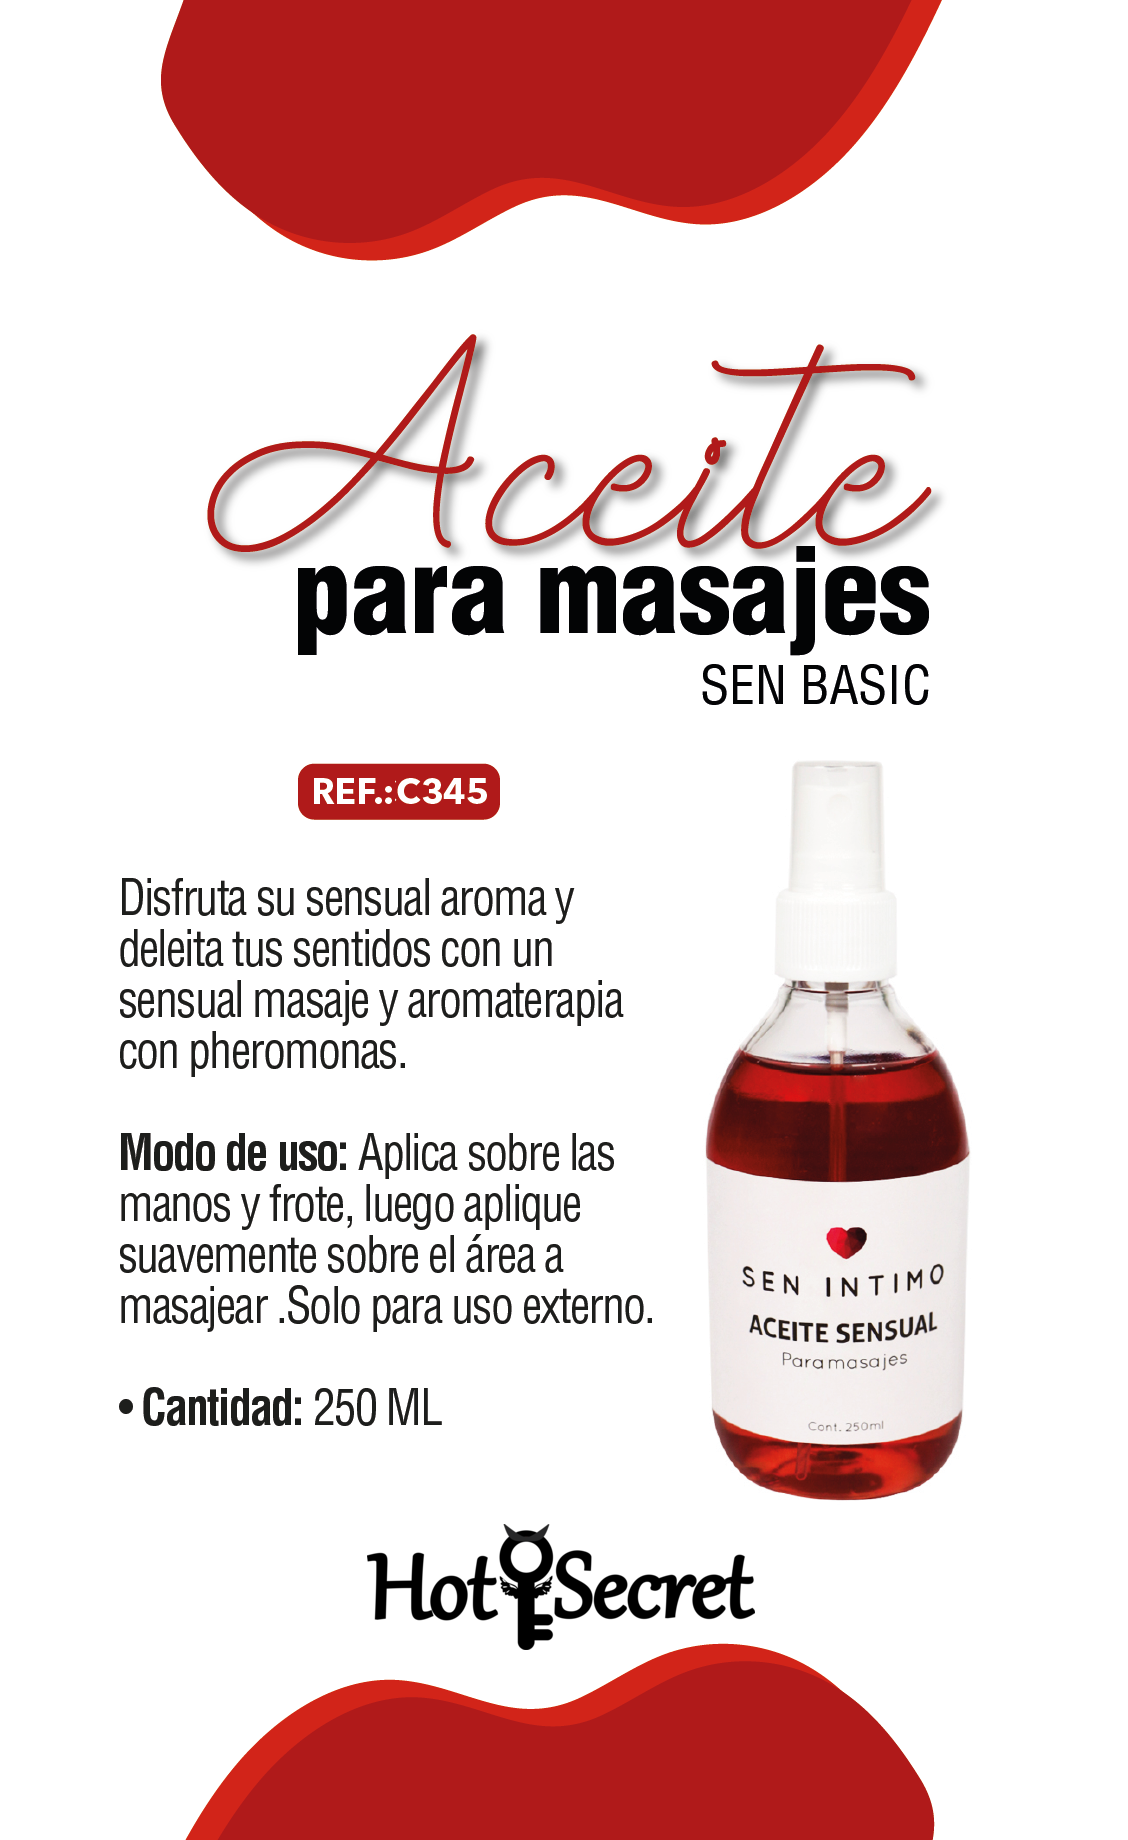 Aceite
para masajes
SEN BASIC
REF.:C345
Disfruta su sensual aroma y
deleita tus sentidos con un
sensual masaje y aromaterapia
con pheromonas.
Modo de uso: Aplica sobre las
manos y frote, luego aplique
suavemente sobre el área a
masajear .Solo para uso externo.
• Cantidad: 250 ML
SEN INTIMO
ACEITE SENSUAL
Para masajes
Cont. 250ml
Hot Secret